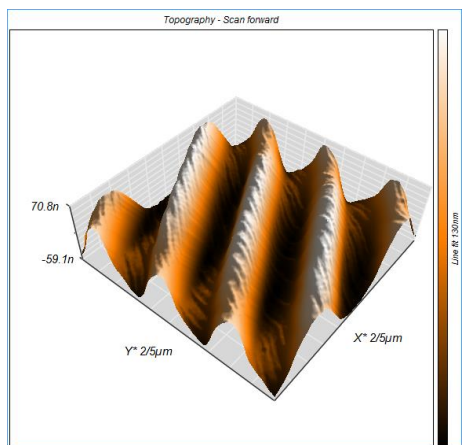 Topography - Scan forward
70.8n
-59.1n
Y* 2/5µm
X* 2/5µm
Line fit 130nm